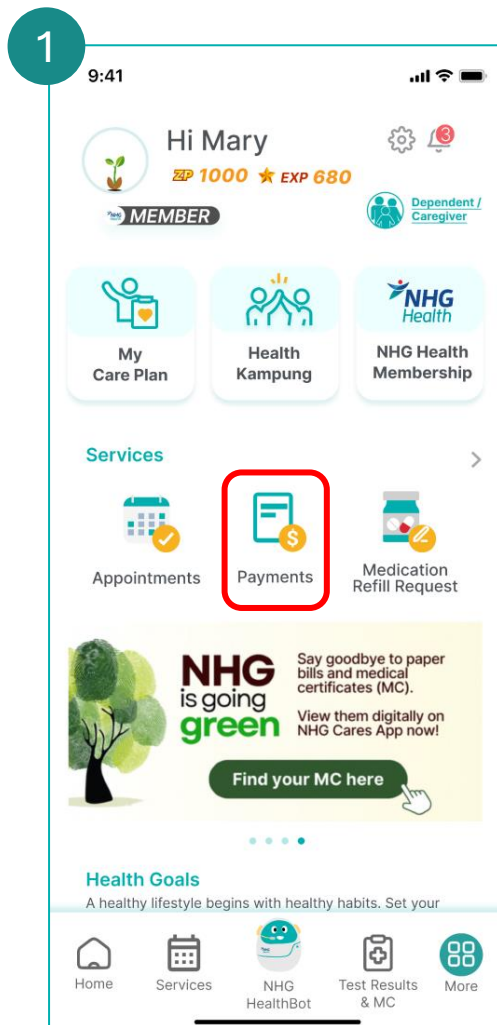 1
9:41
Hi Mary
3
ZP 1000 EXP 680
NHG Health MEMBER
Dependent /
Caregiver
My
Care Plan
Health
Kampung
NHG
Health
NHG Health
Membership
Services
Appointments
Payments
Medication
Refill Request
NHG
is going
green
Say goodbye to paper
bills and medical
certificates (MC).
View them digitally on
NHG Cares App now!
Find your MC here
Health Goals
A healthy lifestyle begins with healthy habits. Set your
Home
Services
NHG
HealthBot
Test Results
& MC
More